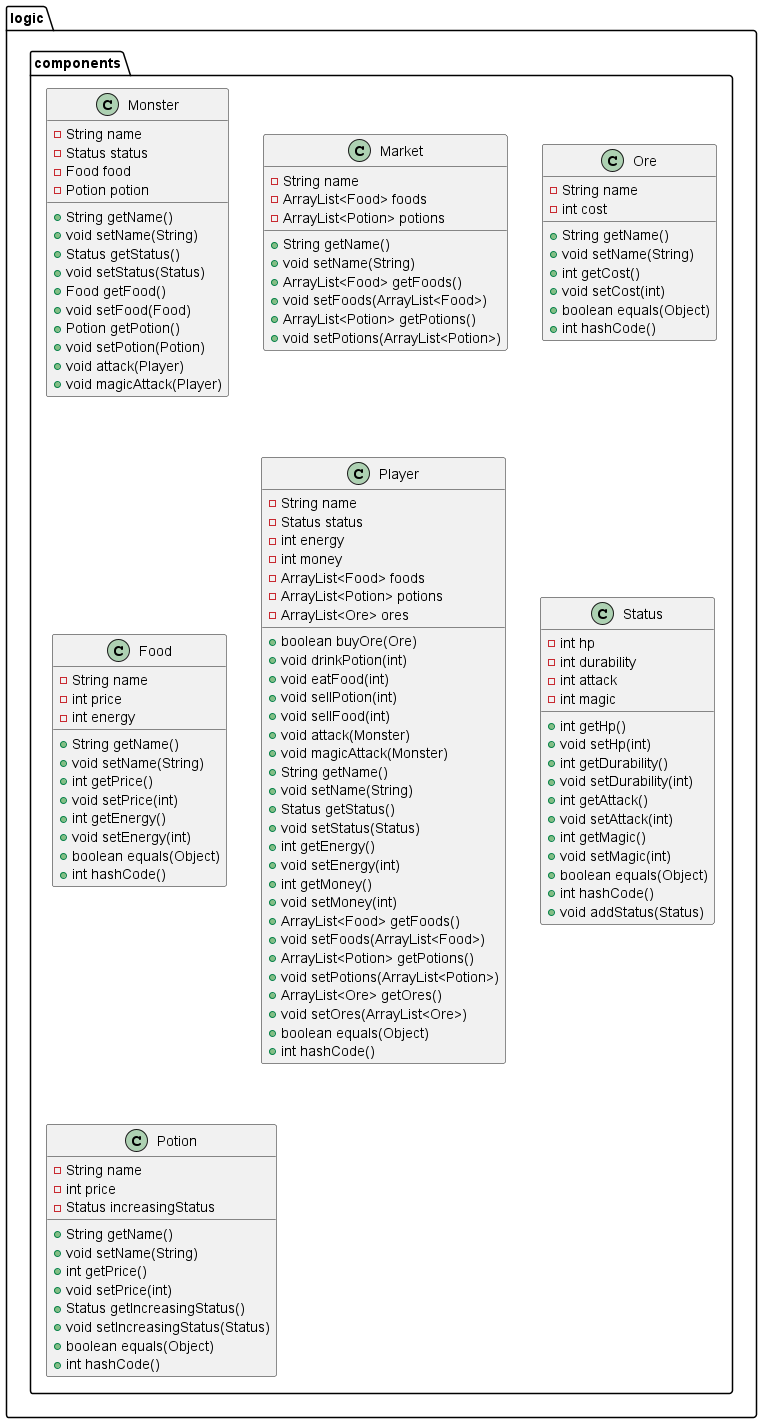 logic
components
C Monster
String name
Status status
Food food
Potion potion
String getName()
void setName(String)
Status getStatus()
void setStatus(Status)
Food getFood()
void setFood(Food)
Potion getPotion()
void setPotion(Potion)
void attack(Player)
void magicAttack(Player)
C Market
String name
ArrayList<Food> foods
ArrayList<Potion> potions
String getName()
void setName(String)
ArrayList<Food> getFoods()
void setFoods(ArrayList<Food>)
ArrayList<Potion> getPotions()
void setPotions(ArrayList<Potion>)
C Ore
String name
int cost
String getName()
void setName(String)
int getCost()
void setCost(int)
boolean equals(Object)
int hashCode()
C Food
String name
int price
int energy
String getName()
void setName(String)
int getPrice()
void setPrice(int)
int getEnergy()
void setEnergy(int)
boolean equals(Object)
int hashCode()
C Player
String name
Status status
int energy
int money
ArrayList<Food> foods
ArrayList<Potion> potions
ArrayList<Ore> ores
boolean buyOre(Ore)
void drinkPotion(int)
void eatFood(int)
void sellPotion(int)
void sellFood(int)
void attack(Monster)
void magicAttack(Monster)
String getName()
void setName(String)
Status getStatus()
void setStatus(Status)
int getEnergy()
void setEnergy(int)
int getMoney()
void setMoney(int)
ArrayList<Food> getFoods()
void setFoods(ArrayList<Food>)
ArrayList<Potion> getPotions()
void setPotions(ArrayList<Potion>)
ArrayList<Ore> getOres()
void setOres(ArrayList<Ore>)
boolean equals(Object)
int hashCode()
C Status
int hp
int durability
int attack
int magic
int getHp()
void setHp(int)
int getDurability()
void setDurability(int)
int getAttack()
void setAttack(int)
int getMagic()
void setMagic(int)
boolean equals(Object)
int hashCode()
void addStatus(Status)
C Potion
String name
int price
Status increasingStatus
String getName()
void setName(String)
int getPrice()
void setPrice(int)
Status getIncreasingStatus()
void setIncreasingStatus(Status)
boolean equals(Object)
int hashCode()